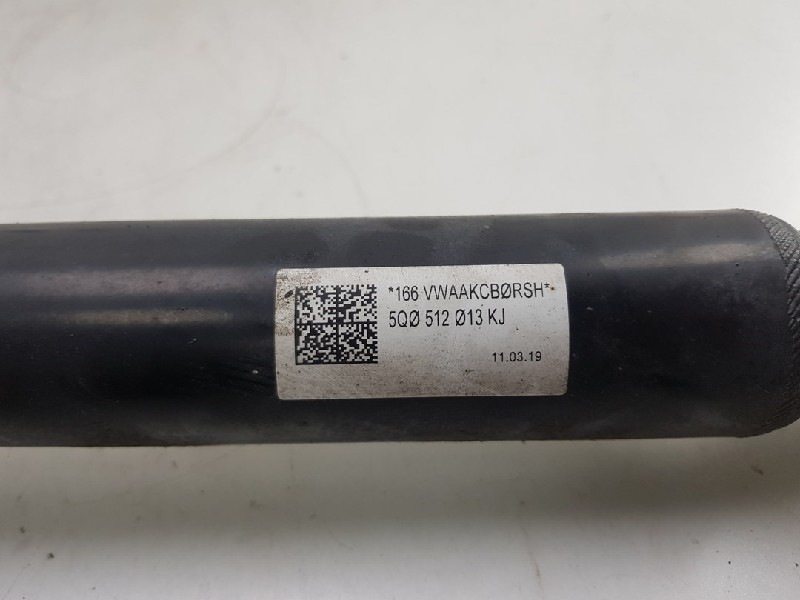 *166 VWAAKCBØRSH*
5QØ 512 Ø13 KJ
11.03.19